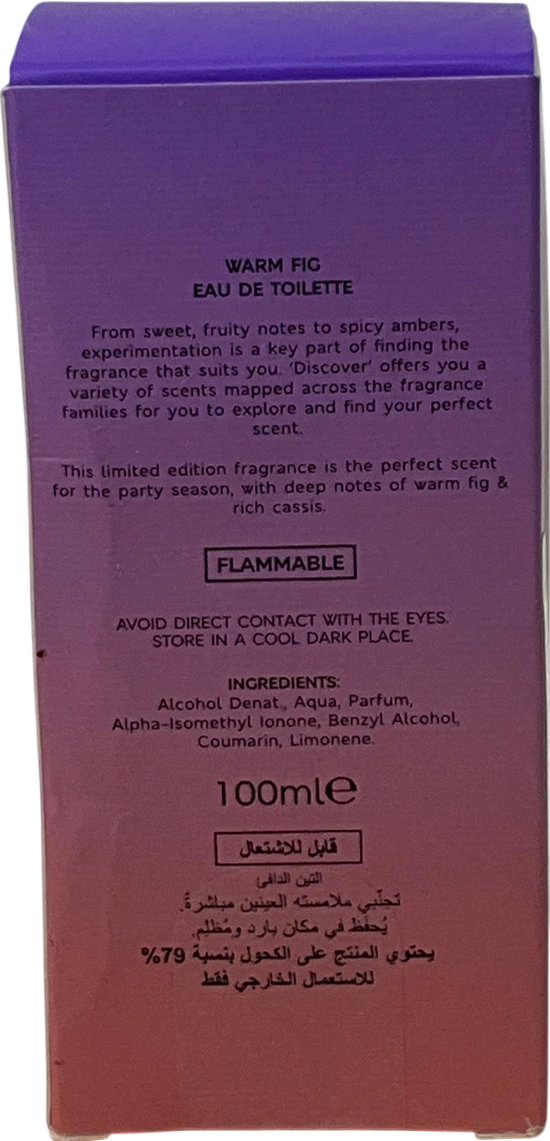 WARM FIG
EAU DE TOILETTE
From sweet, fruity notes to spicy ambers,
experimentation is a key part of finding the
fragrance that suits you. 'Discover' offers you a
variety of scents mapped across the fragrance
families for you to explore and find your perfect
scent.
This limited edition fragrance is the perfect scent
for the party season, with deep notes of warm fig &
rich cassis.
FLAMMABLE
AVOID DIRECT CONTACT WITH THE EYES.
STORE IN A COOL DARK PLACE.
INGREDIENTS:
Alcohol Denat., Aqua, Parfum,
Alpha-Isomethyl Ionone, Benzyl Alcohol,
Coumarin, Limonene.
100ml℮
قابل للاشتعال
التين الدافئ
تجنّبي ملامسته العينين مباشرةً.
يُحفَظ في مكان بارد ومُظلِم.
يحتوي المنتج على الكحول بنسبة 79%
للاستعمال الخارجي فقط